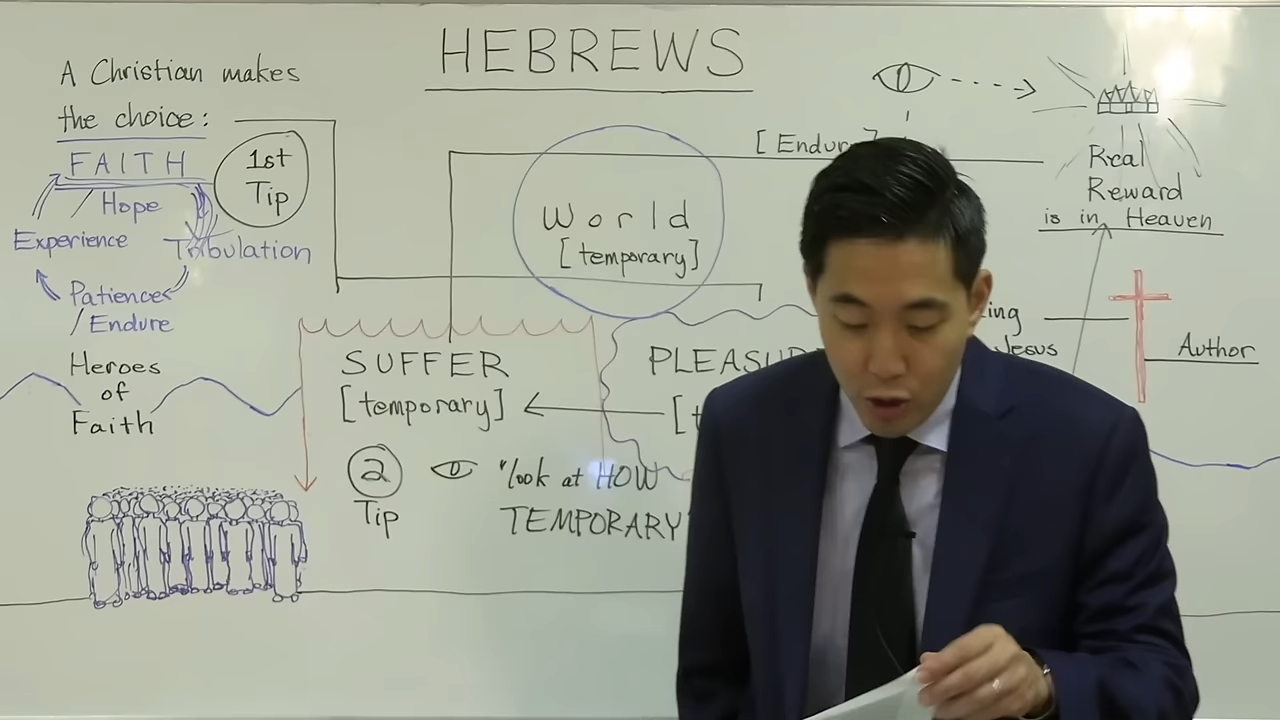 HEBREWS
A Christian makes
the choice:
FAITH
/ Hope
Experience
Tribulation
Patience
/ Endure
1st
Tip
Heroes
of
Faith
World
[temporary]
SUFFER
[temporary]
2
Tip
"look at HOW
TEMPORARY"
Real
Reward
is in Heaven
Jesus
Author